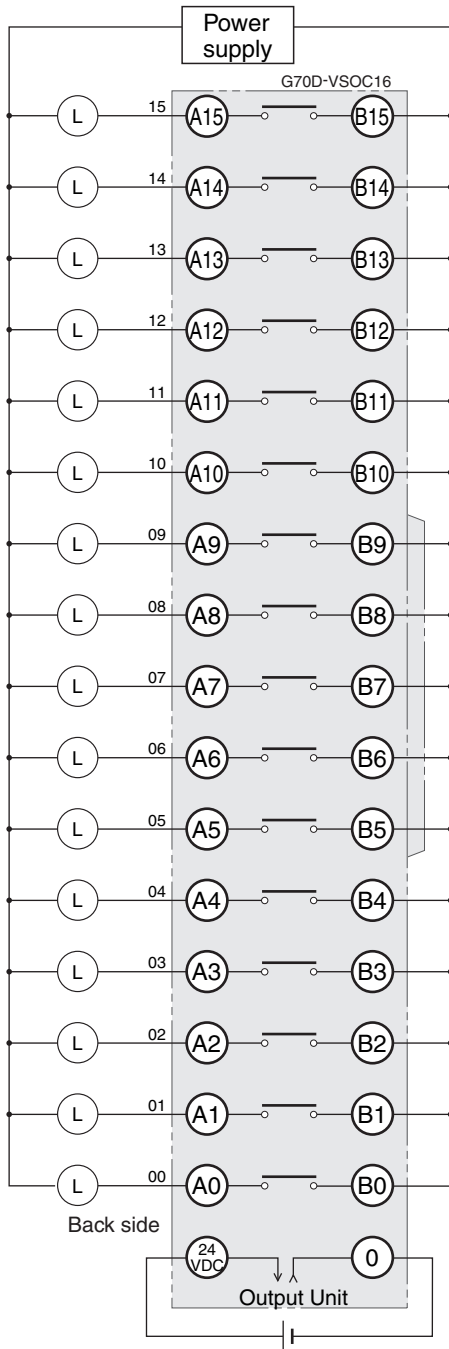 Power
supply
G70D-VSOC16
L 15 A15 B15
L 14 A14 B14
L 13 A13 B13
L 12 A12 B12
L 11 A11 B11
L 10 A10 B10
L 09 A9 B9
L 08 A8 B8
L 07 A7 B7
L 06 A6 B6
L 05 A5 B5
L 04 A4 B4
L 03 A3 B3
L 02 A2 B2
L 01 A1 B1
L 00 A0 B0
Back side
24
VDC 0
Output Unit